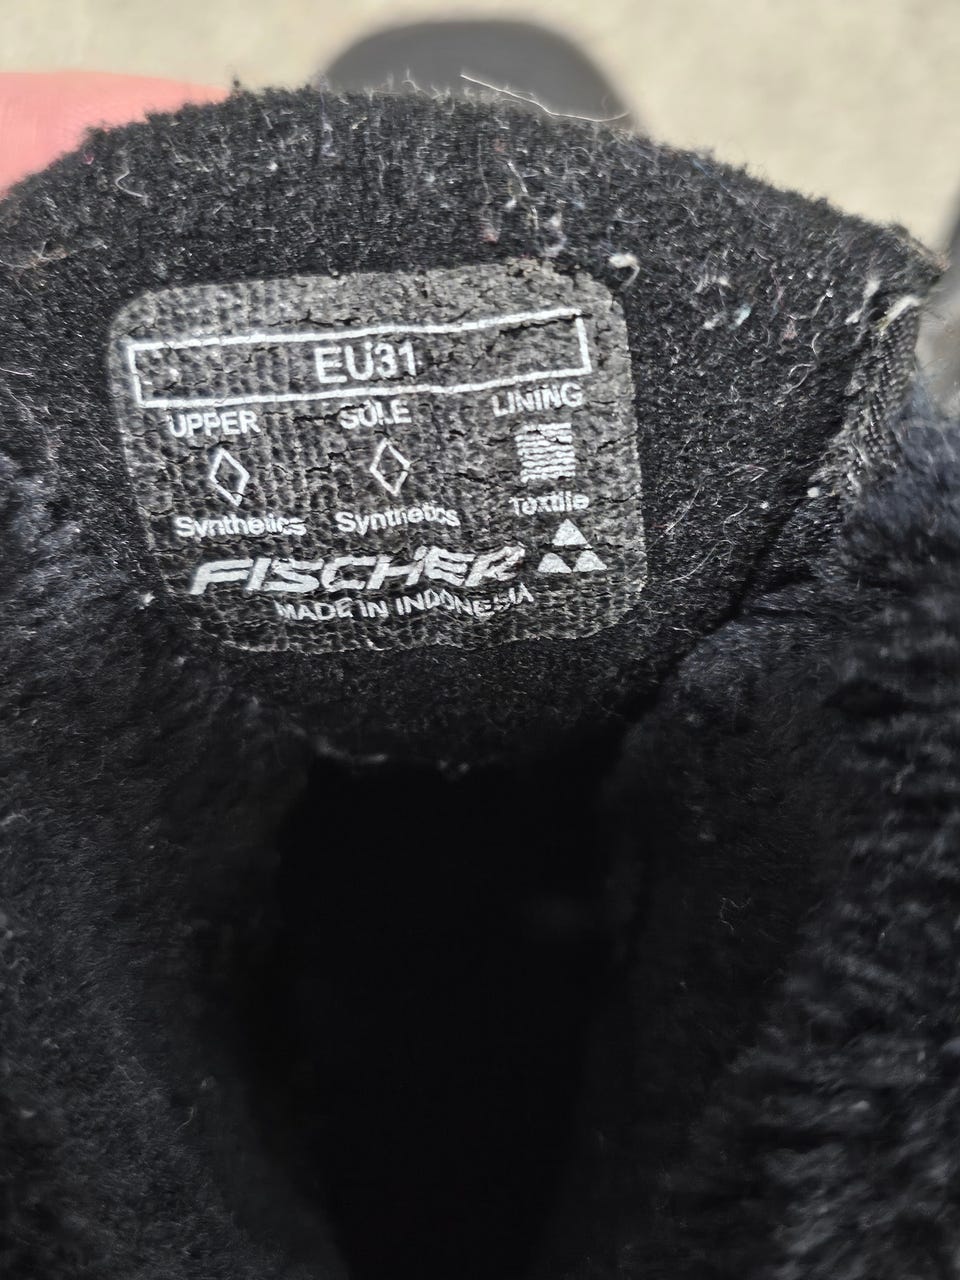 EU31
UPPER SOLE LINING
Synthetics Synthetics Textile
FISCHER
MADE IN INDONESIA